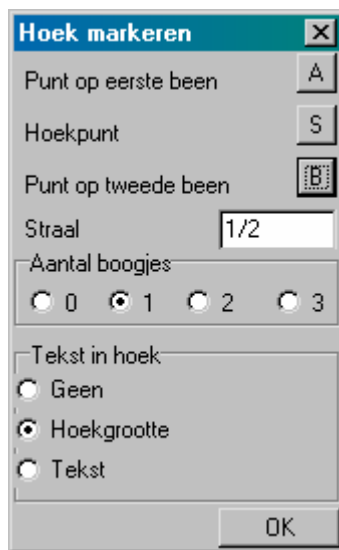 Hoek markeren
Punt op eerste been A
Hoekpunt S
Punt op tweede been B
Straal 1/2
Aantal boogjes
0 1 2 3
Tekst in hoek
Geen
Hoekgrootte
Tekst
OK